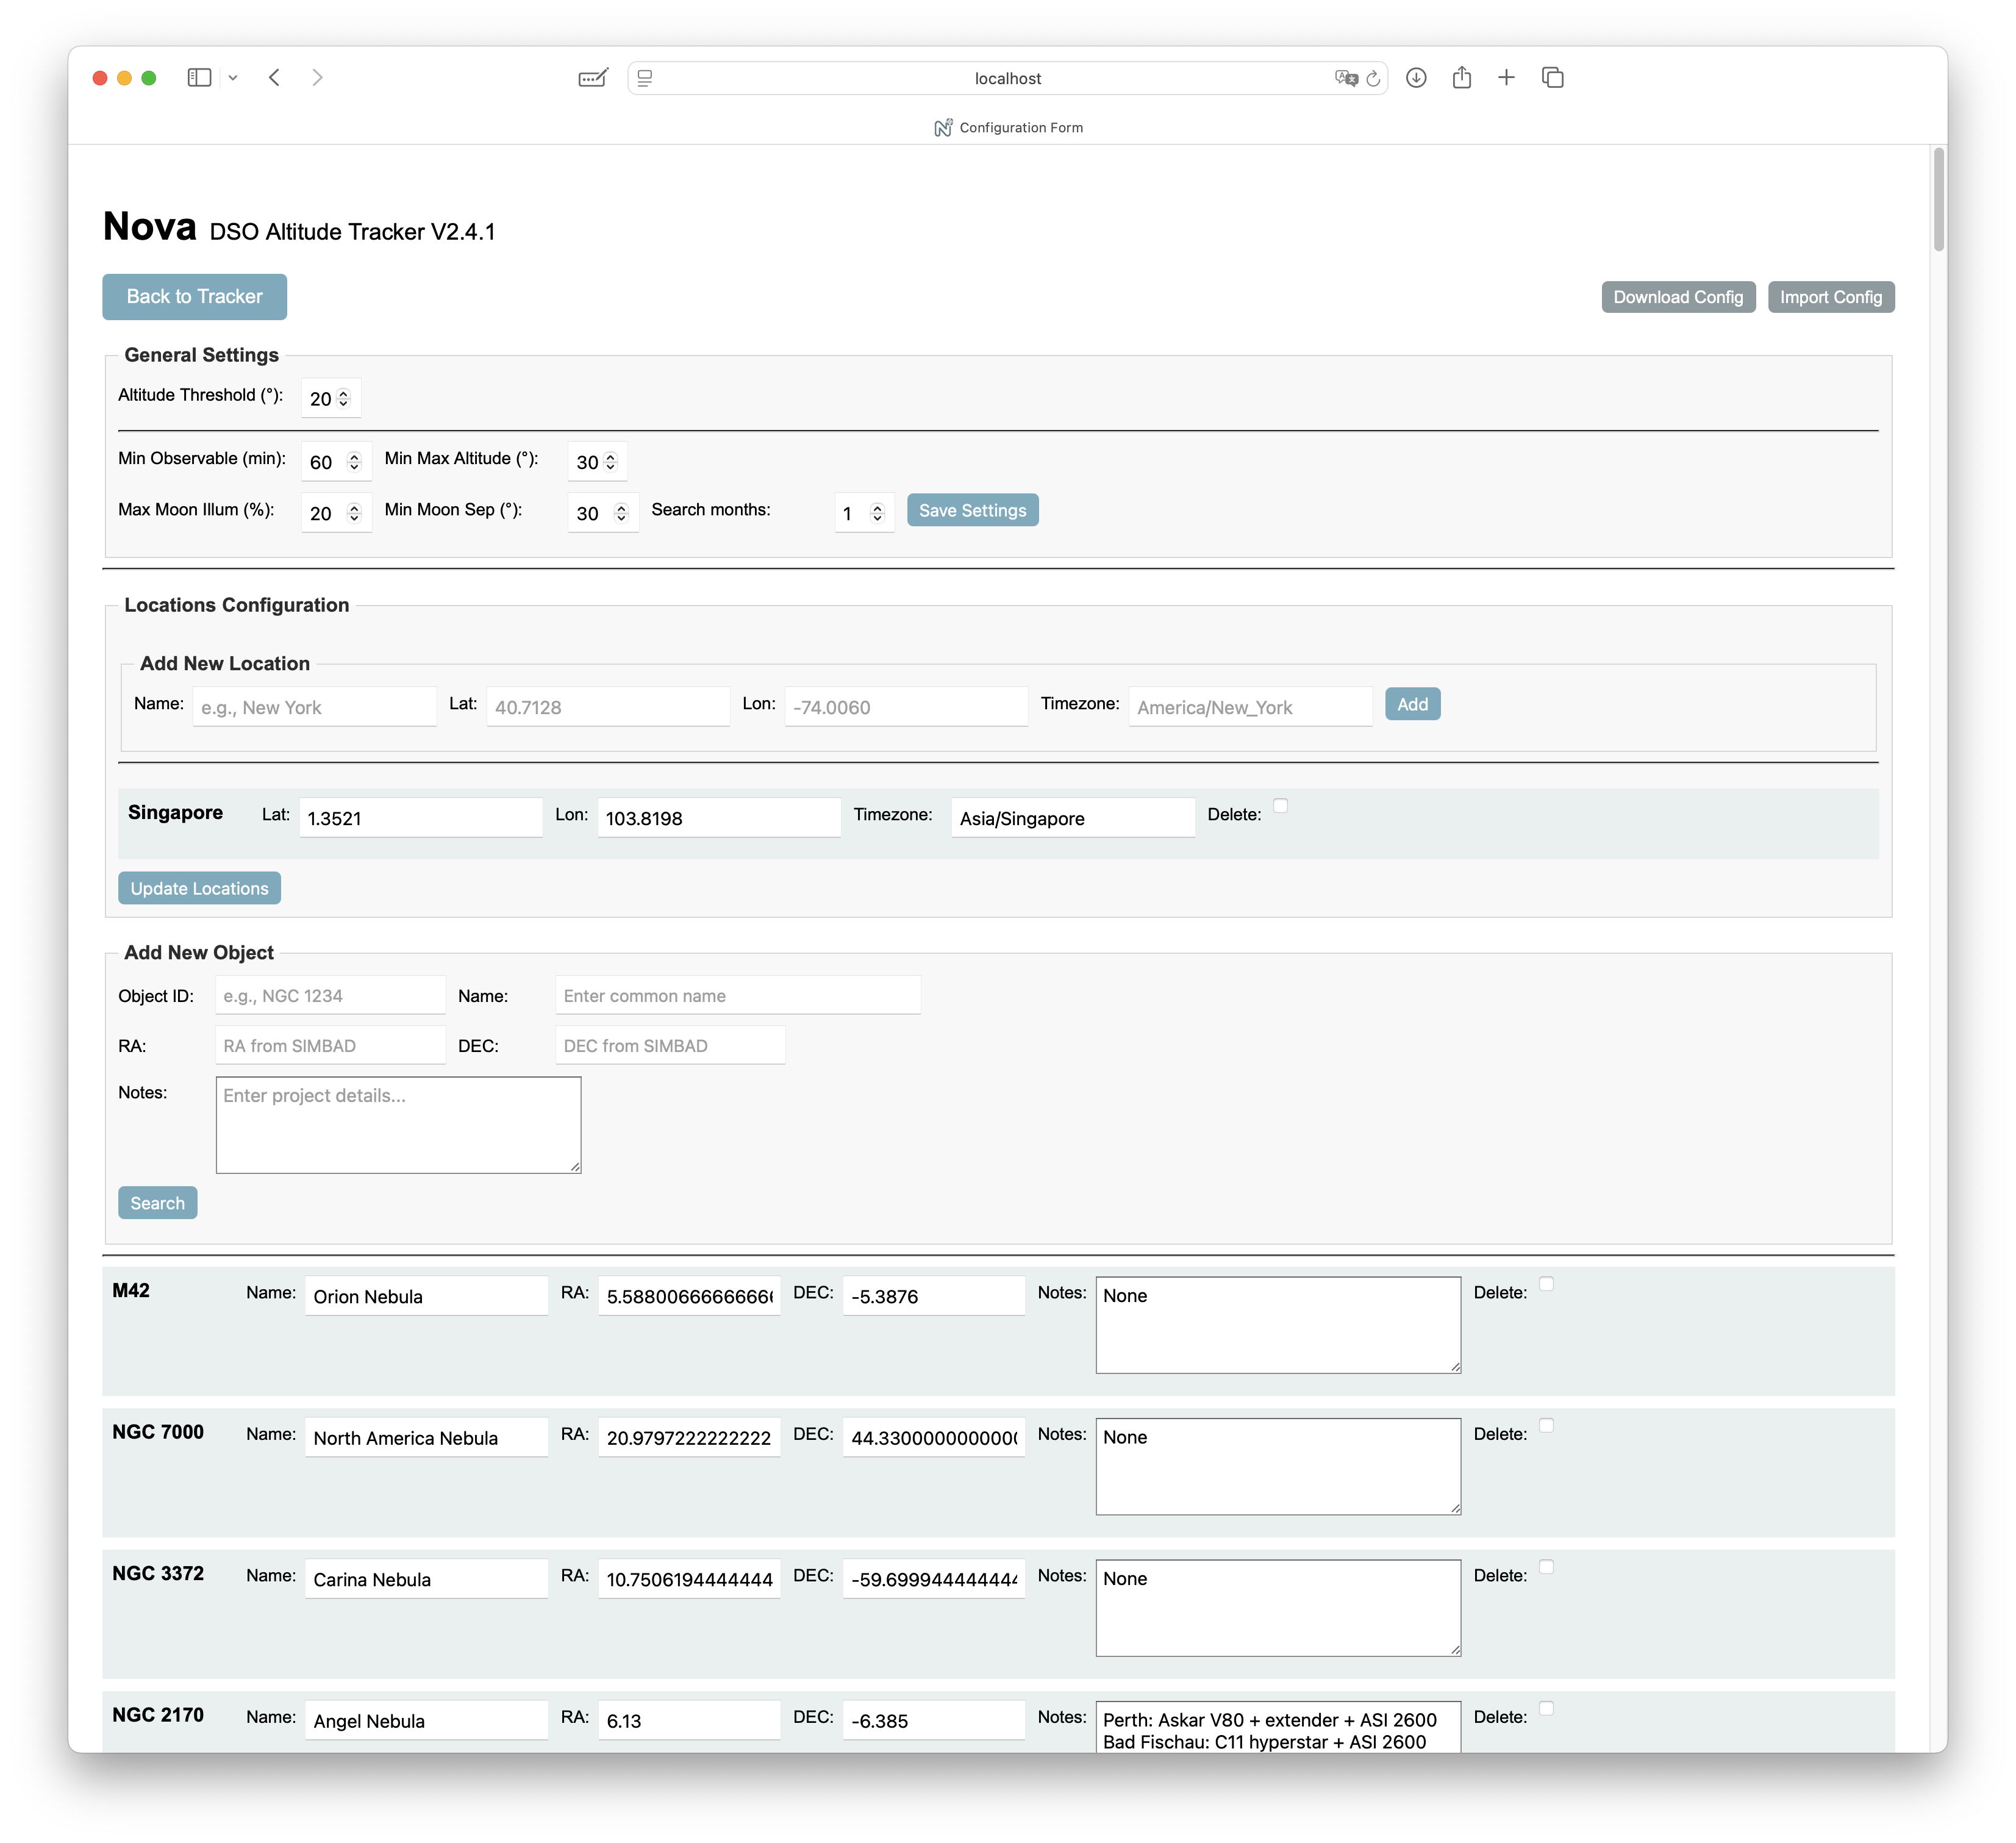 localhost
Configuration Form
Nova DSO Altitude Tracker V2.4.1
Back to Tracker Download Config Import Config
General Settings
Altitude Threshold (°): 20
Min Observable (min): 60 Min Max Altitude (°): 30
Max Moon Illum (%): 20 Min Moon Sep (°): 30 Search months: 1 Save Settings
Locations Configuration
Add New Location
Name: e.g., New York Lat: 40.7128 Lon: -74.0060 Timezone: America/New_York Add
Singapore Lat: 1.3521 Lon: 103.8198 Timezone: Asia/Singapore Delete:
Update Locations
Add New Object
Object ID: e.g., NGC 1234 Name: Enter common name
RA: RA from SIMBAD DEC: DEC from SIMBAD
Notes: Enter project details...
Search
M42 Name: Orion Nebula RA: 5.5880066666666 DEC: -5.3876 Notes: None Delete:
NGC 7000 Name: North America Nebula RA: 20.9797222222222 DEC: 44.3300000000000 Notes: None Delete:
NGC 3372 Name: Carina Nebula RA: 10.7506194444444 DEC: -59.699944444444 Notes: None Delete:
NGC 2170 Name: Angel Nebula RA: 6.13 DEC: -6.385 Notes: Perth: Askar V80 + extender + ASI 2600 Delete:
Bad Fischau: C11 hyperstar + ASI 2600